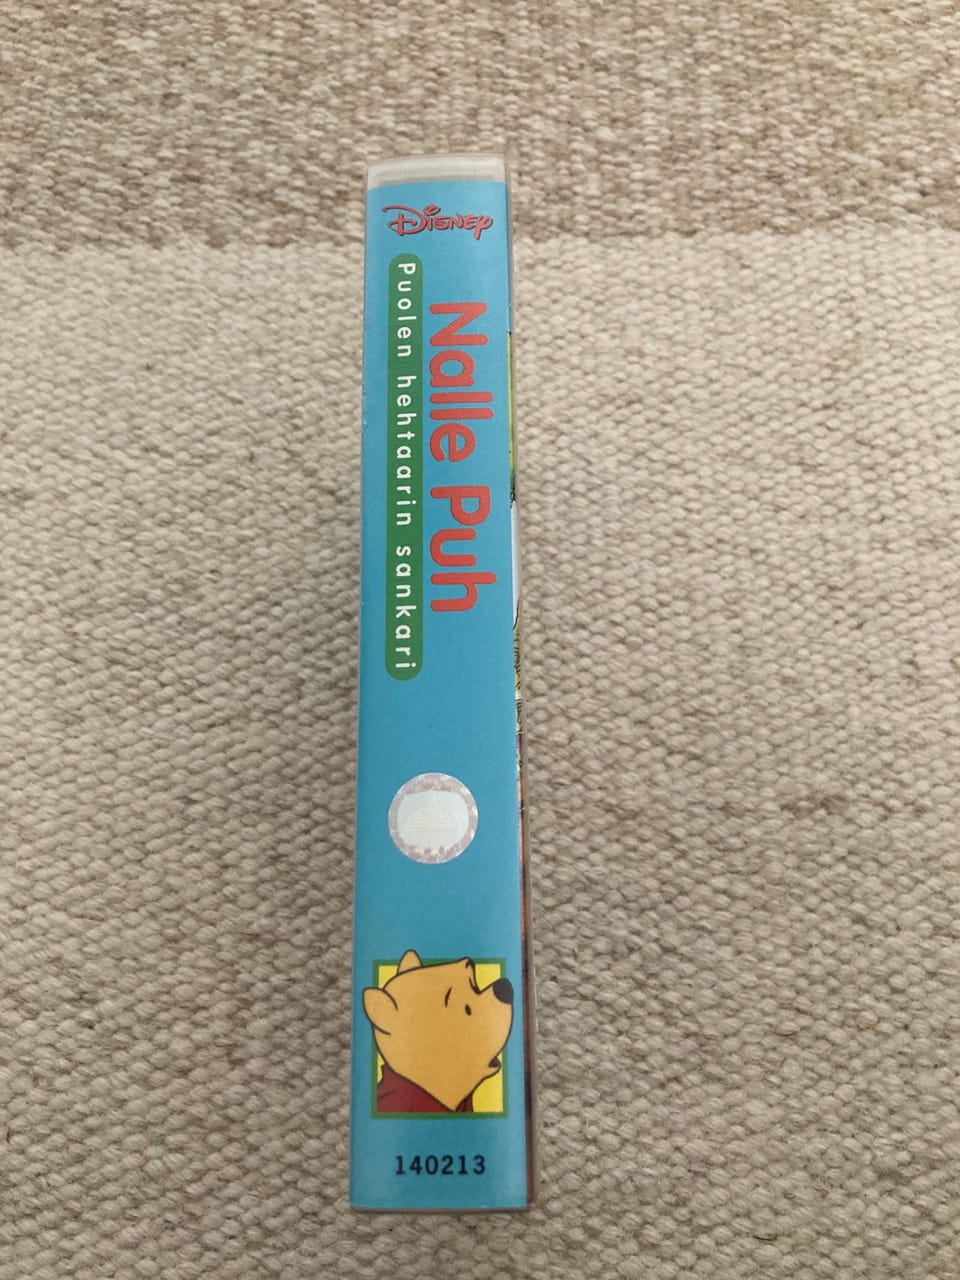 Disney
Nalle Puh
Puolen hehtaarin sankari
140213